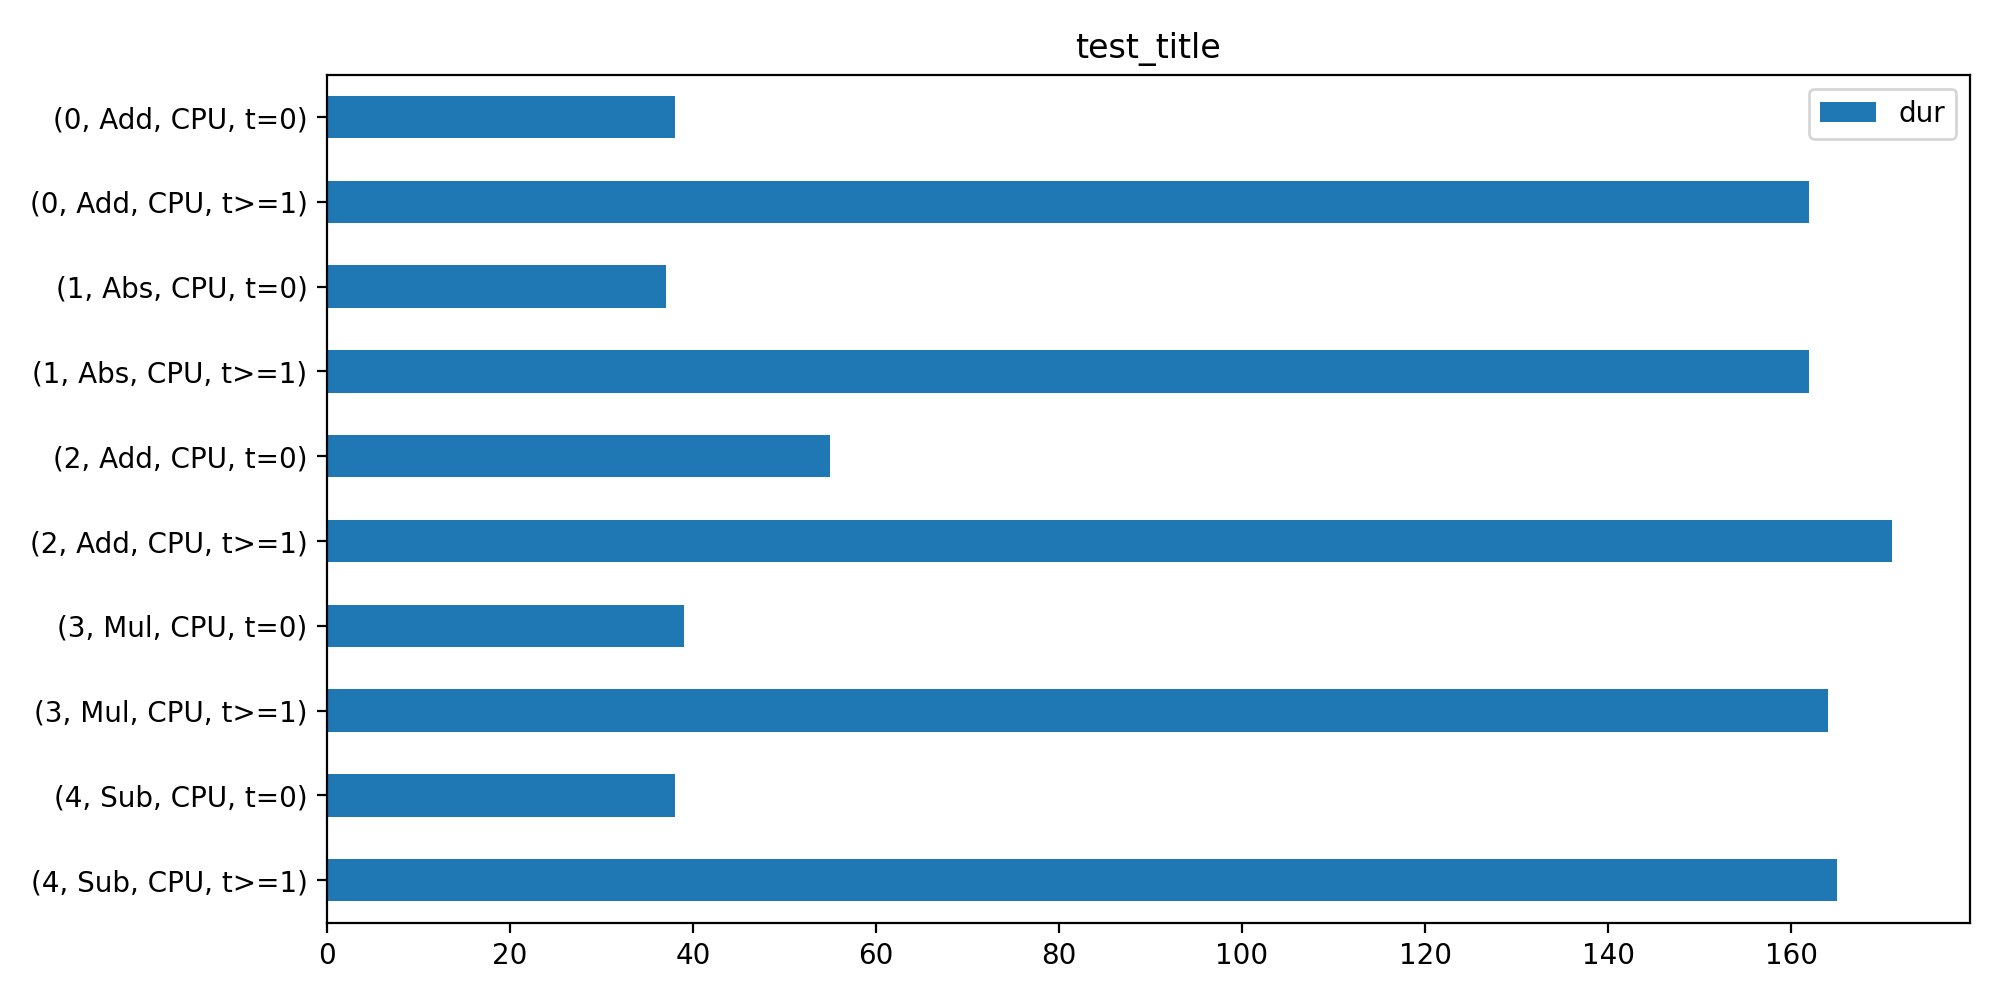 test_title
dur
(0, Add, CPU, t=0)
(0, Add, CPU, t>=1)
(1, Abs, CPU, t=0)
(1, Abs, CPU, t>=1)
(2, Add, CPU, t=0)
(2, Add, CPU, t>=1)
(3, Mul, CPU, t=0)
(3, Mul, CPU, t>=1)
(4, Sub, CPU, t=0)
(4, Sub, CPU, t>=1)
0 20 40 60 80 100 120 140 160